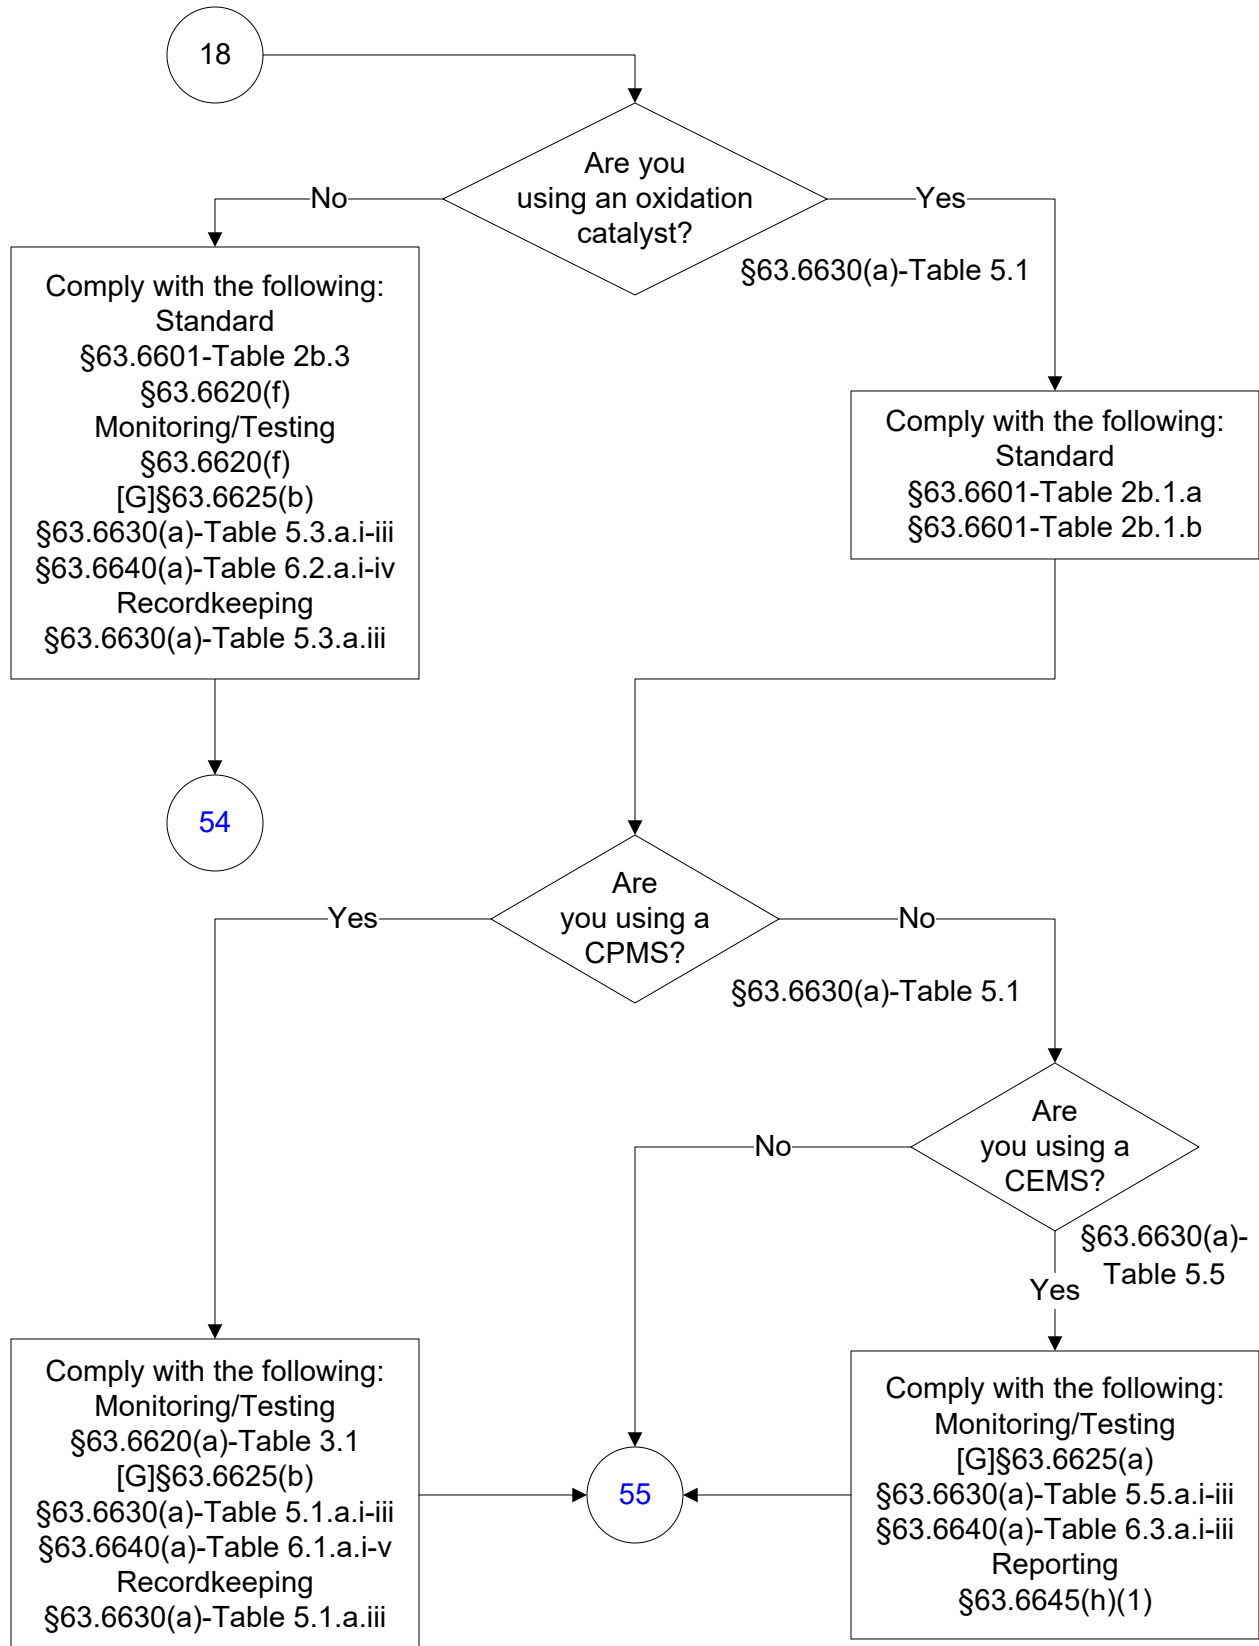 18
Are you
using an oxidation
catalyst?
No
Yes
§63.6630(a)-Table 5.1
Comply with the following:
Standard
§63.6601-Table 2b.3
§63.6620(f)
Monitoring/Testing
§63.6620(f)
[G]§63.6625(b)
§63.6630(a)-Table 5.3.a.i-iii
§63.6640(a)-Table 6.2.a.i-iv
Recordkeeping
§63.6630(a)-Table 5.3.a.iii
Comply with the following:
Standard
§63.6601-Table 2b.1.a
§63.6601-Table 2b.1.b
54
Are
you using a
CPMS?
Yes
No
§63.6630(a)-Table 5.1
Are
you using a
CEMS?
No
§63.6630(a)-
Table 5.5
Yes
Comply with the following:
Monitoring/Testing
§63.6620(a)-Table 3.1
[G]§63.6625(b)
§63.6630(a)-Table 5.1.a.i-iii
§63.6640(a)-Table 6.1.a.i-v
Recordkeeping
§63.6630(a)-Table 5.1.a.iii
55
Comply with the following:
Monitoring/Testing
[G]§63.6625(a)
§63.6630(a)-Table 5.5.a.i-iii
§63.6640(a)-Table 6.3.a.i-iii
Reporting
§63.6645(h)(1)